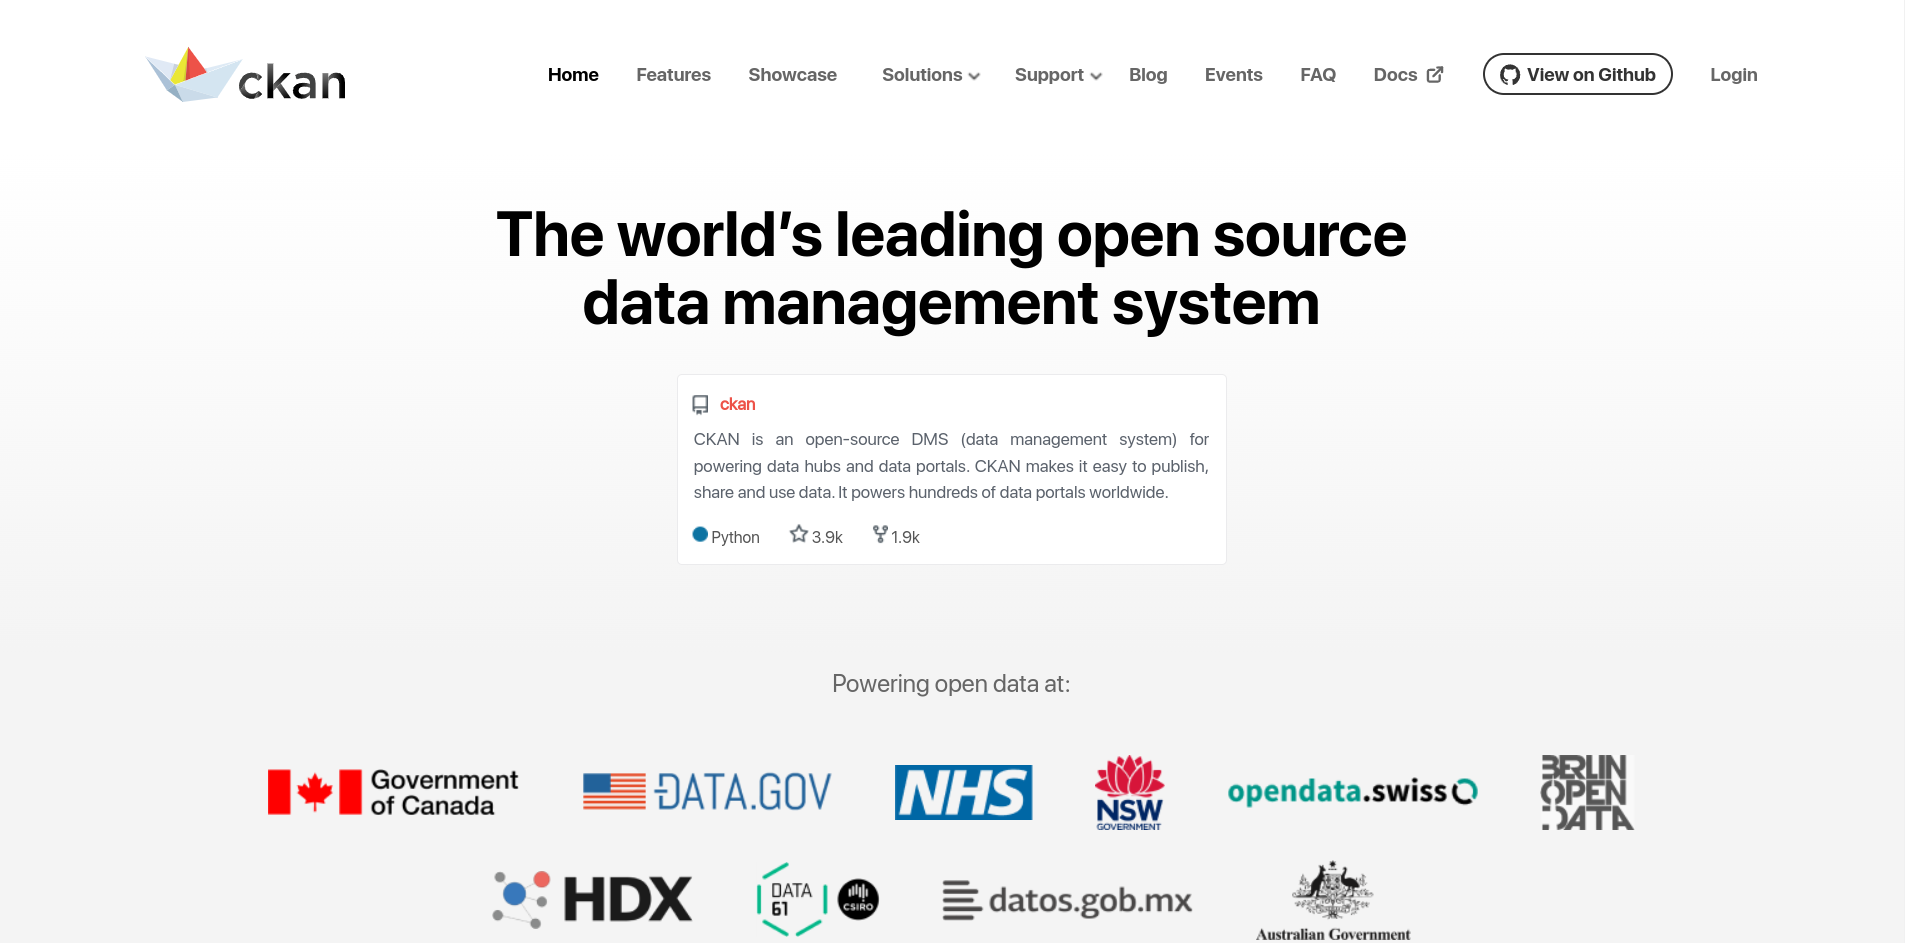 ckan
Home Features Showcase Solutions Support Blog Events FAQ Docs View on Github Login
The world’s leading open source
data management system
ckan
CKAN is an open-source DMS (data management system) for
powering data hubs and data portals. CKAN makes it easy to publish,
share and use data. It powers hundreds of data portals worldwide.
Python 3.9k 1.9k
Powering open data at:
Government
of Canada
DATA.GOV
NHS
NSW
GOVERNMENT
opendata.swiss
BERLIN
OPEN
DATA
HDX
DATA
61
CSIRO
datos.gob.mx
Australian Government